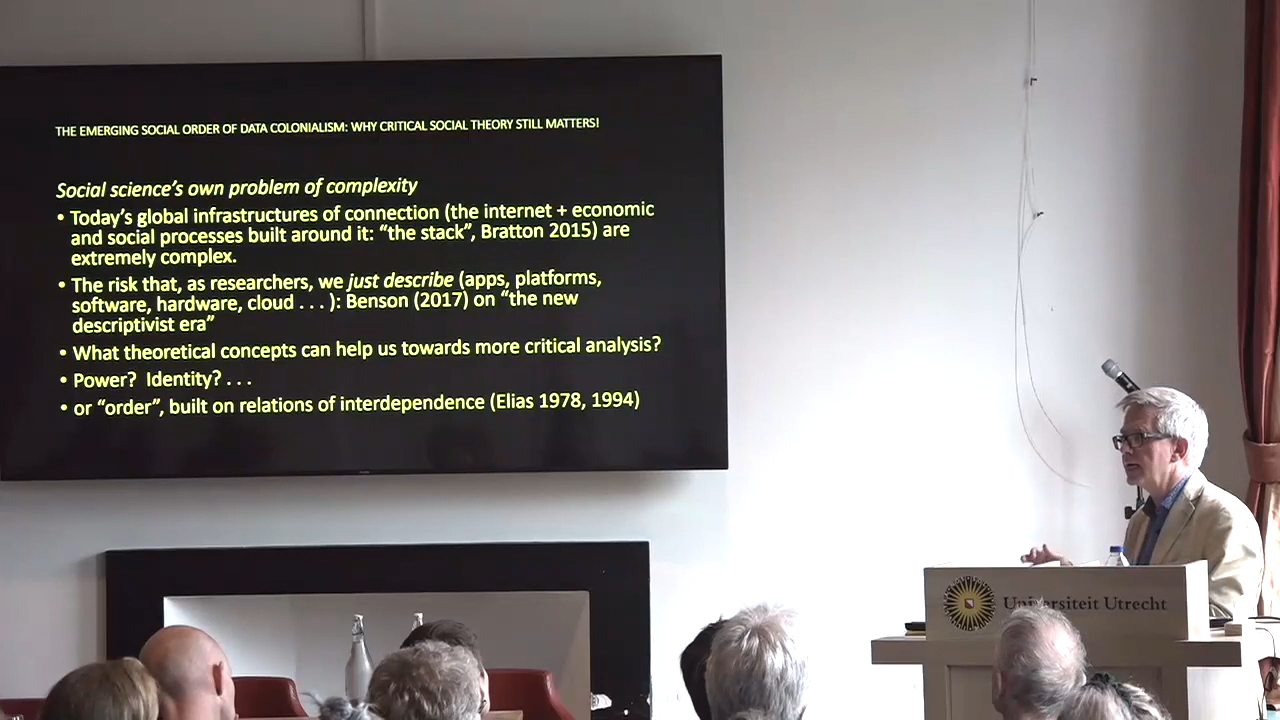 THE EMERGING SOCIAL ORDER OF DATA COLONIALISM: WHY CRITICAL SOCIAL THEORY STILL MATTERS!
Social science's own problem of complexity
• Today's global infrastructures of connection (the internet + economic
and social processes built around it: "the stack", Bratton 2015) are
extremely complex.
• The risk that, as researchers, we just describe (apps, platforms,
software, hardware, cloud . . . ): Benson (2017) on "the new
descriptivist era"
• What theoretical concepts can help us towards more critical analysis?
• Power? Identity? . . .
• or "order", built on relations of interdependence (Elias 1978, 1994)
Universiteit Utrecht